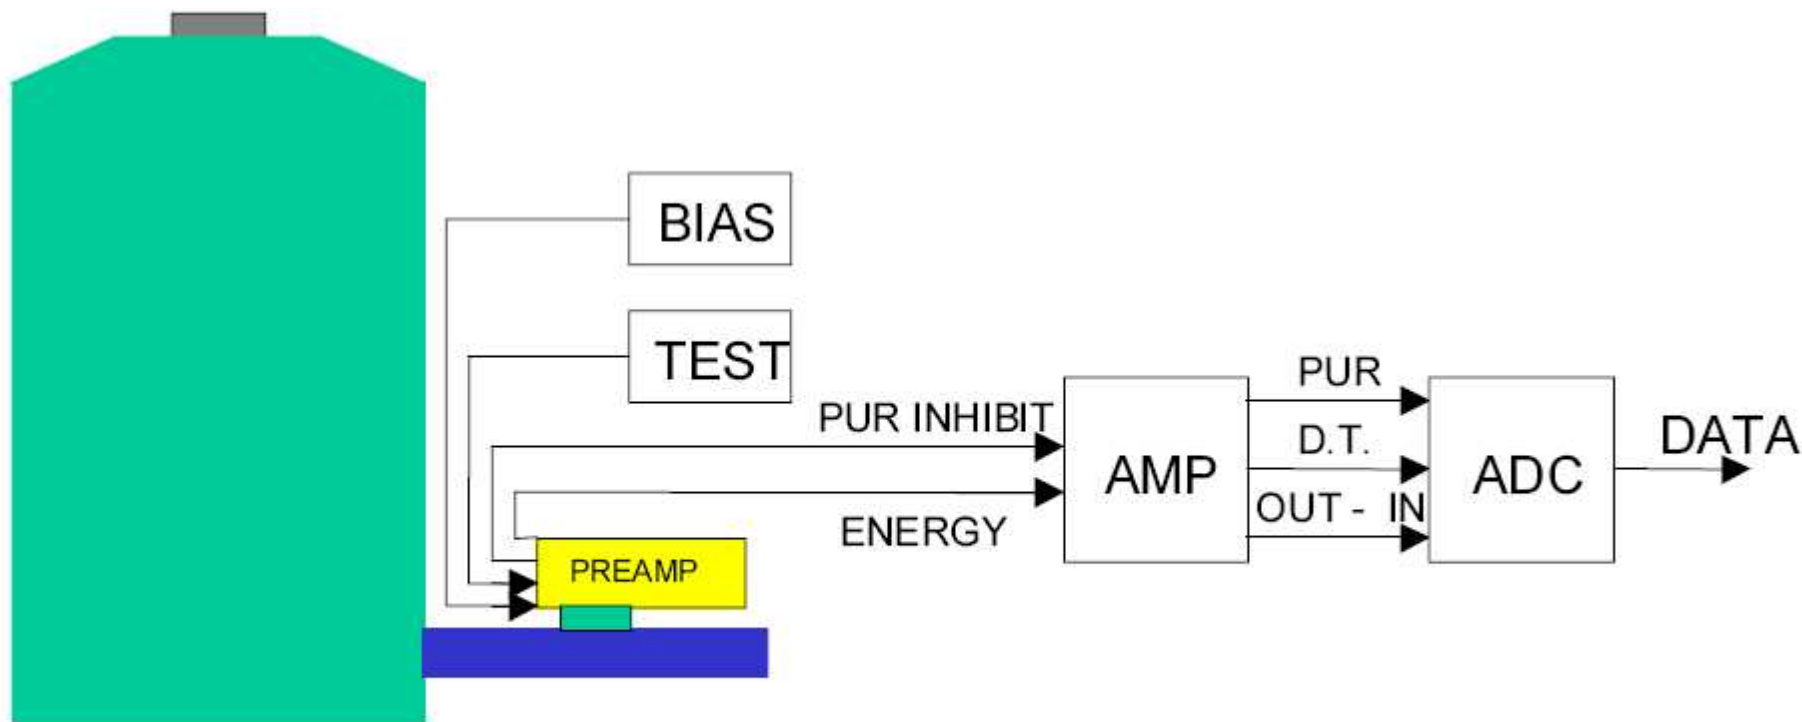 BIAS
TEST
PUR INHIBIT
ENERGY
PREAMP
AMP
PUR
D.T.
OUT - IN
ADC
DATA